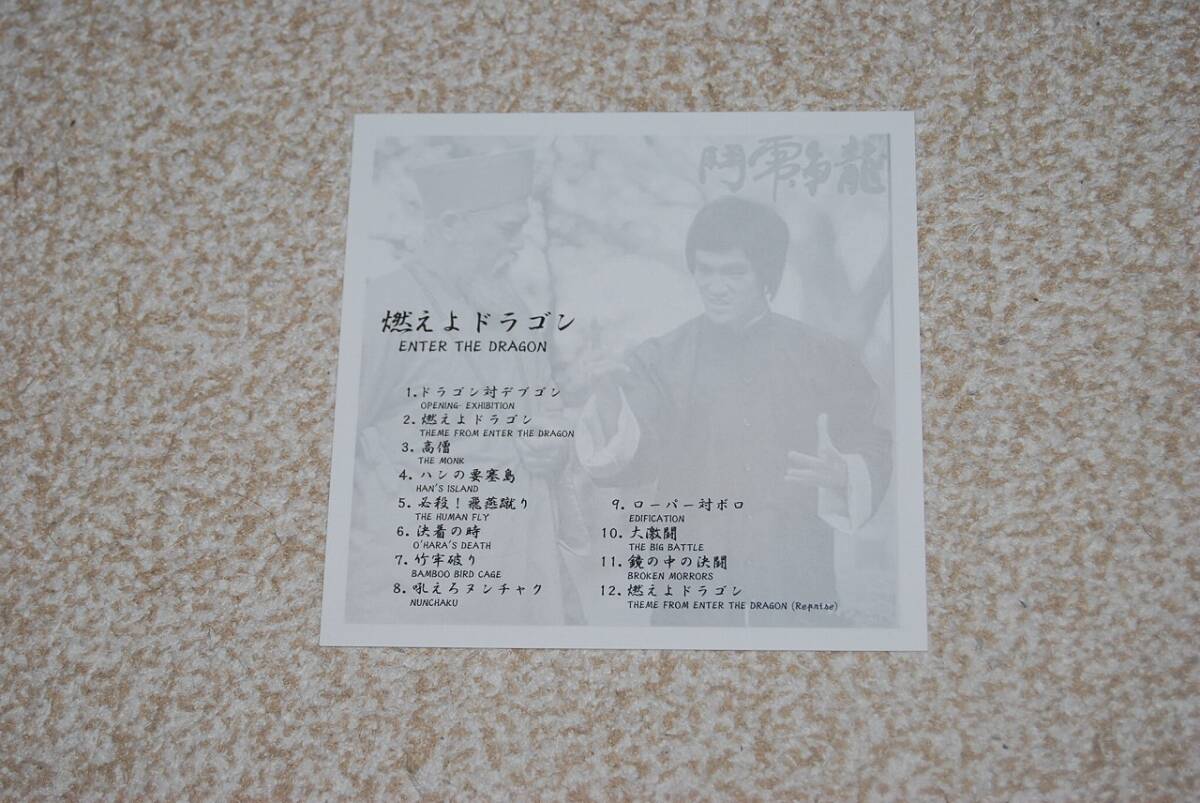 龍争乕鬥
燃えよドラゴン
ENTER THE DRAGON
1. ドラゴン対デブゴン
OPENING- EXHIBITION
2. 燃えよドラゴン
THEME FROM ENTER THE DRAGON
3. 高僧
THE MONK
4. ハンの要塞島
HAN'S ISLAND
5. 必殺！飛燕蹴り
THE HUMAN FLY
6. 決着の時
O'HARA'S DEATH
7. 竹牢破り
BAMBOO BIRD CAGE
8. 吼えろヌンチャク
NUNCHAKU
9. ローパー対ボロ
EDIFICATION
10. 大激闘
THE BIG BATTLE
11. 鏡の中の決闘
BROKEN MORRORS
12. 燃えよドラゴン
THEME FROM ENTER THE DRAGON (Reprise)